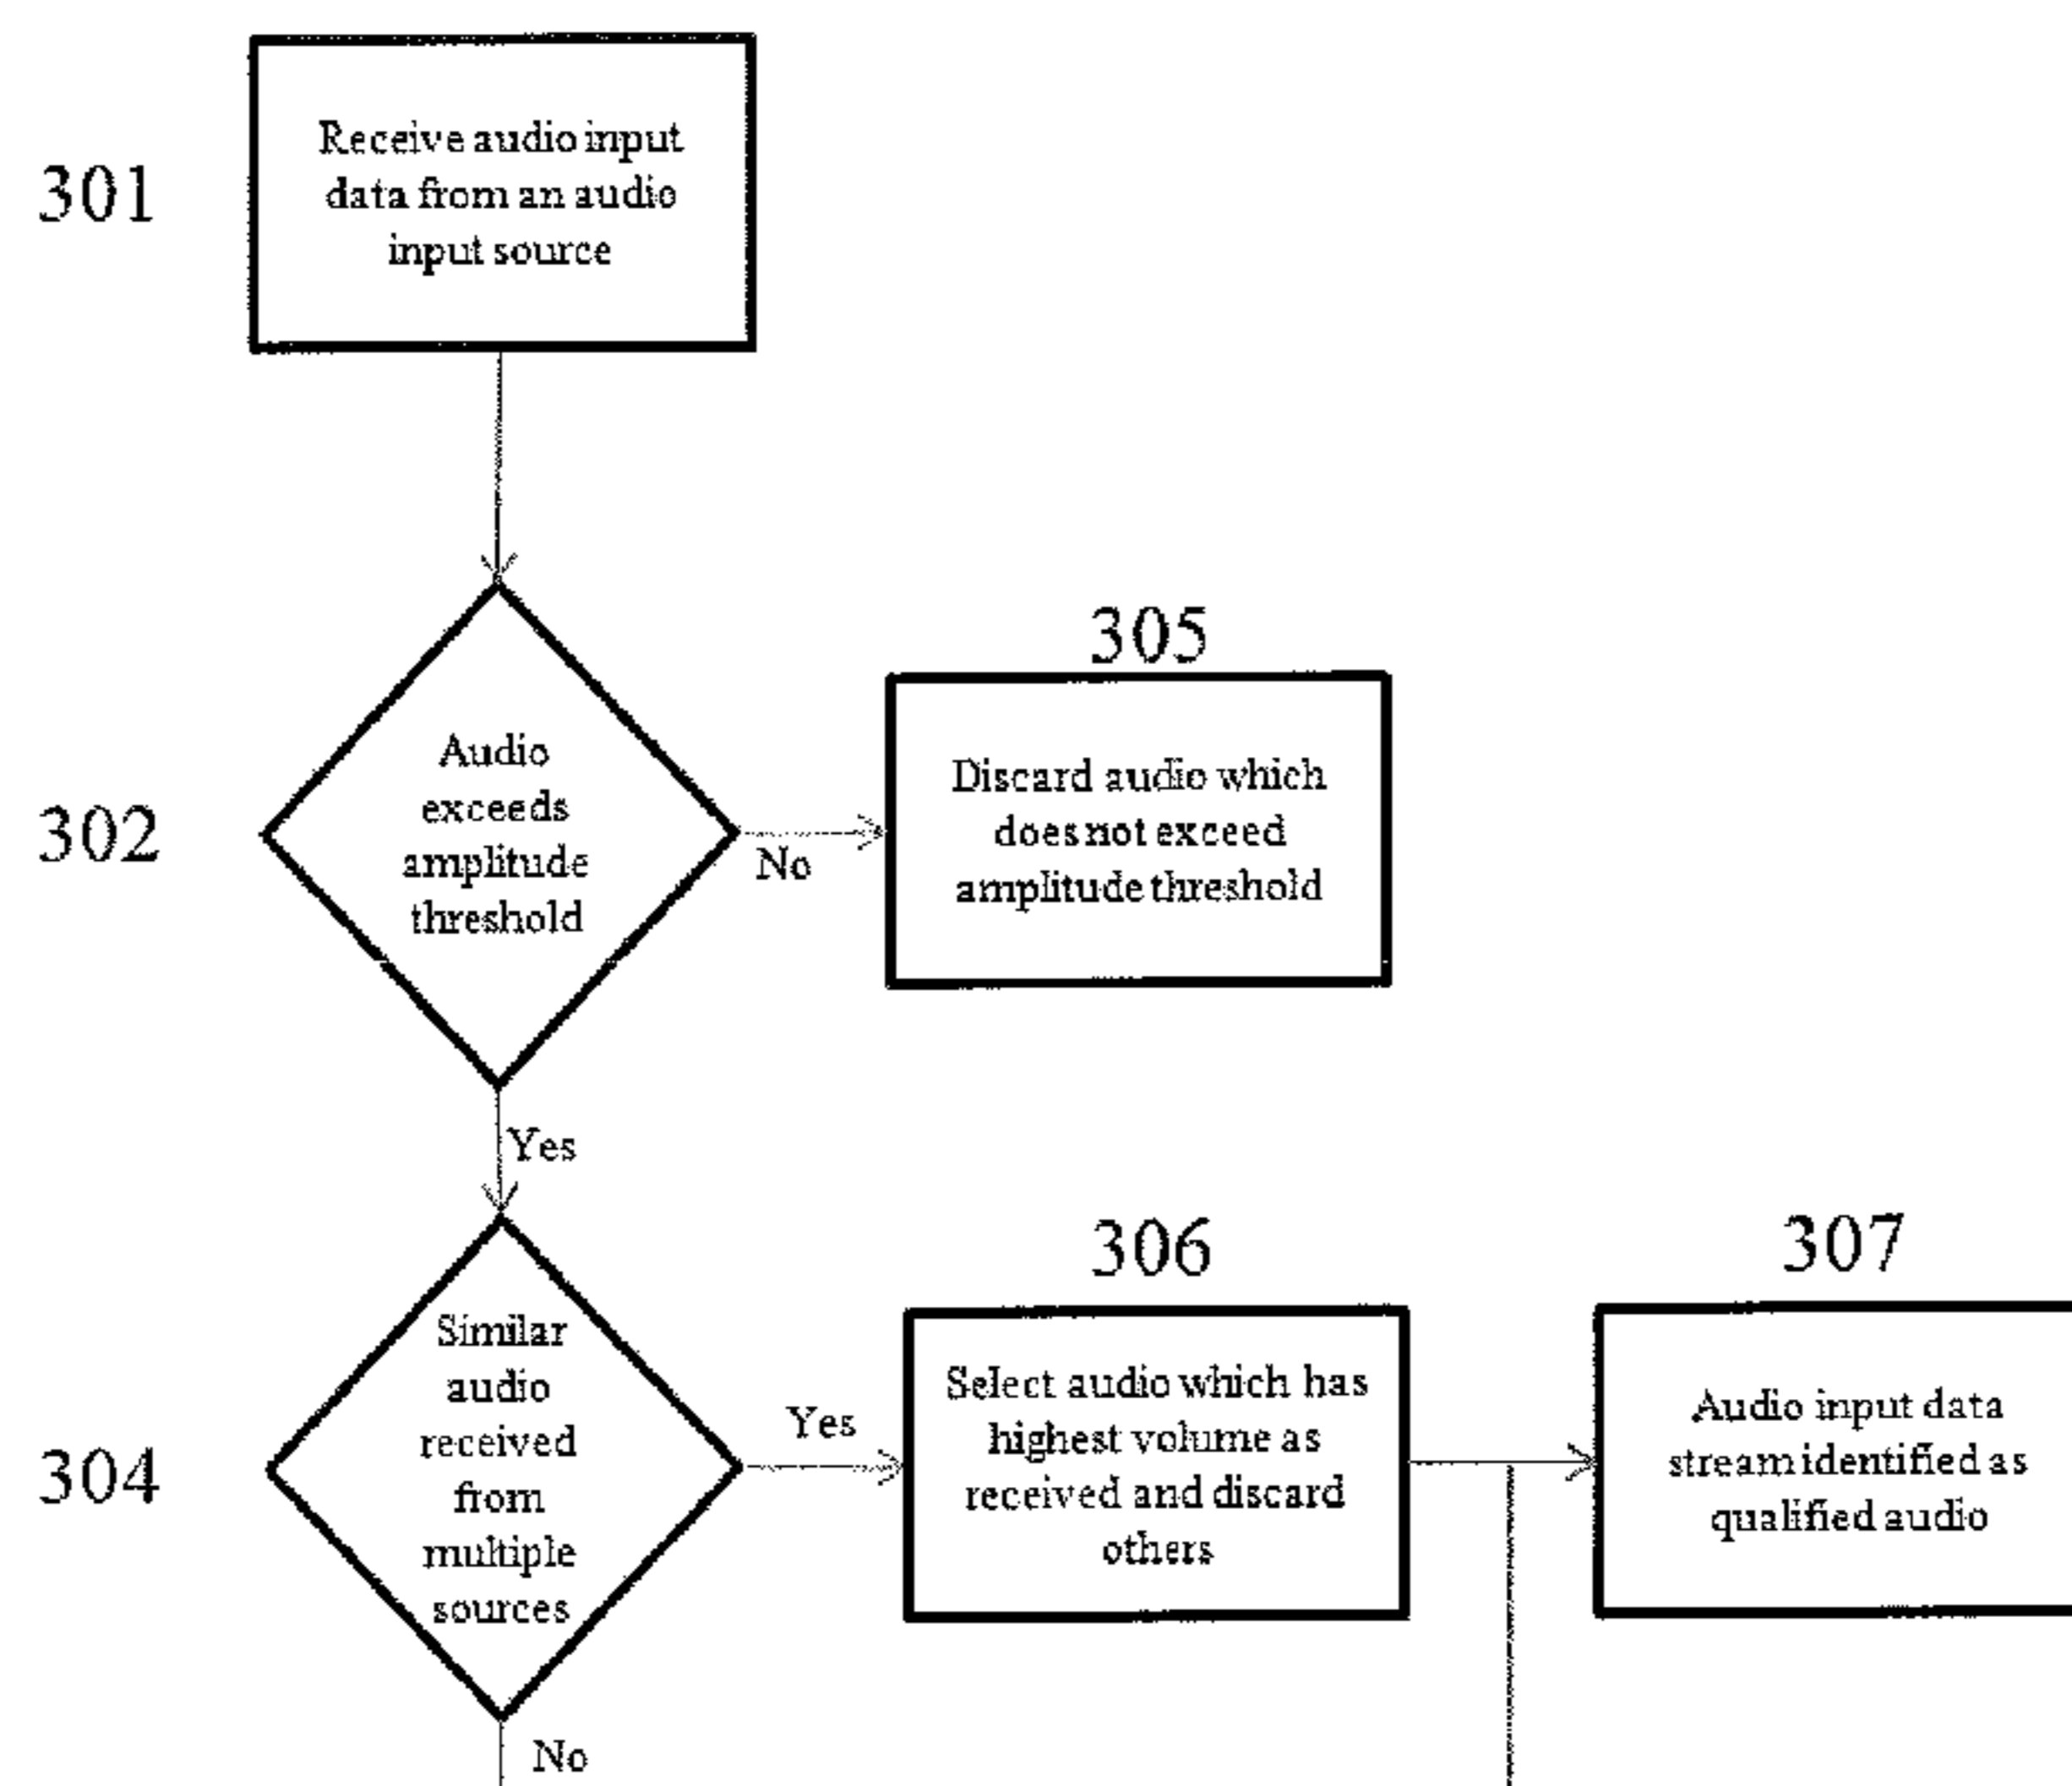 301
Receive audio input
data from an audio
input source
302
Audio
exceeds
amplitude
threshold
No
305
Discard audio which
does not exceed
amplitude threshold
Yes
304
Similar
audio
received
from
multiple
sources
Yes
306
Select audio which has
highest volume as
received and discard
others
307
Audio input data
stream identified as
qualified audio
No